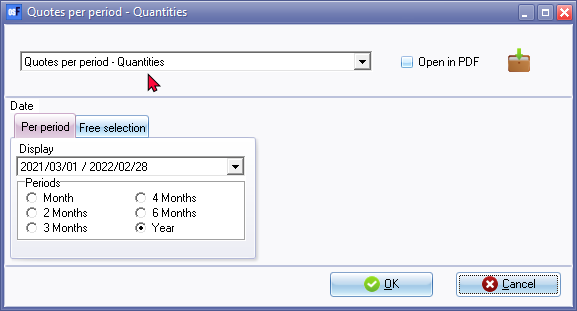 Quotes per period - Quantities
Quotes per period - Quantities
Open in PDF
Date
Per period
Free selection
Display
2021/03/01 / 2022/02/28
Periods
Month
4 Months
2 Months
6 Months
3 Months
Year
OK
Cancel